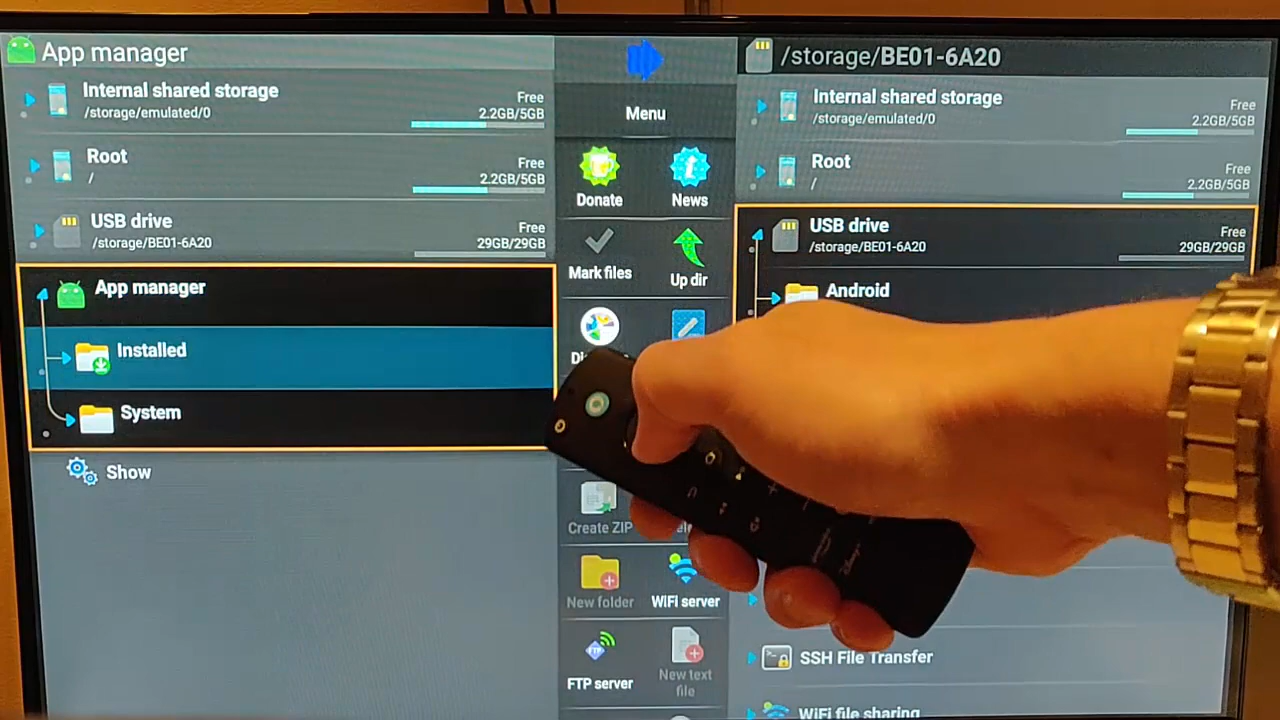 App manager
Internal shared storage
/storage/emulated/0
Free
2.2GB/5GB
Root
/
Free
2.2GB/5GB
USB drive
/storage/BE01-6A20
Free
29GB/29GB
App manager
Installed
System
Show
Menu
Donate
News
Mark files
Up dir
Create ZIP
New folder
WiFi server
FTP
FTP server
New text
file
/storage/BE01-6A20
Internal shared storage
/storage/emulated/0
Free
2.2GB/5GB
Root
/
Free
2.2GB/5GB
USB drive
/storage/BE01-6A20
Free
29GB/29GB
Android
SSH File Transfer
WiFi file sharing